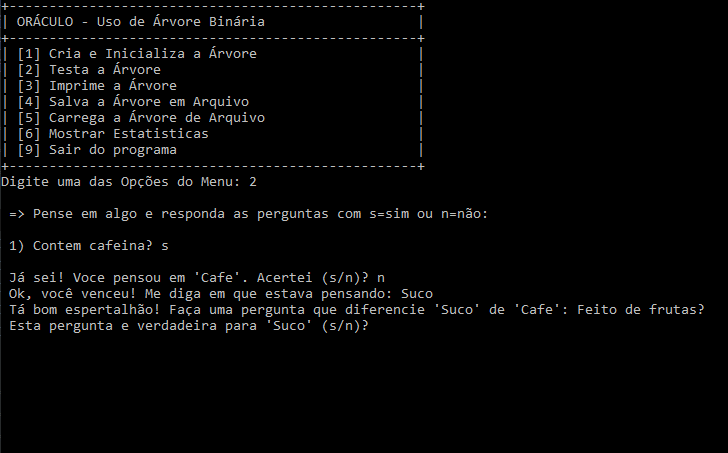 +---------------------------------------------------+
| ORÁCULO - Uso de Árvore Binária                   |
+---------------------------------------------------+
| [1] Cria e Inicializa a Árvore                    |
| [2] Testa a Árvore                                |
| [3] Imprime a Árvore                              |
| [4] Salva a Árvore em Arquivo                     |
| [5] Carrega a Árvore de Arquivo                   |
| [6] Mostrar Estatisticas                          |
| [9] Sair do programa                              |
+---------------------------------------------------+
Digite uma das Opções do Menu: 2
=> Pense em algo e responda as perguntas com s=sim ou n=não:
1) Contem cafeina? s
Já sei! Voce pensou em 'Cafe'. Acertei (s/n)? n
Ok, você venceu! Me diga em que estava pensando: Suco
Tá bom espertalhão! Faça uma pergunta que diferencie 'Suco' de 'Cafe': Feito de frutas?
Esta pergunta e verdadeira para 'Suco' (s/n)?